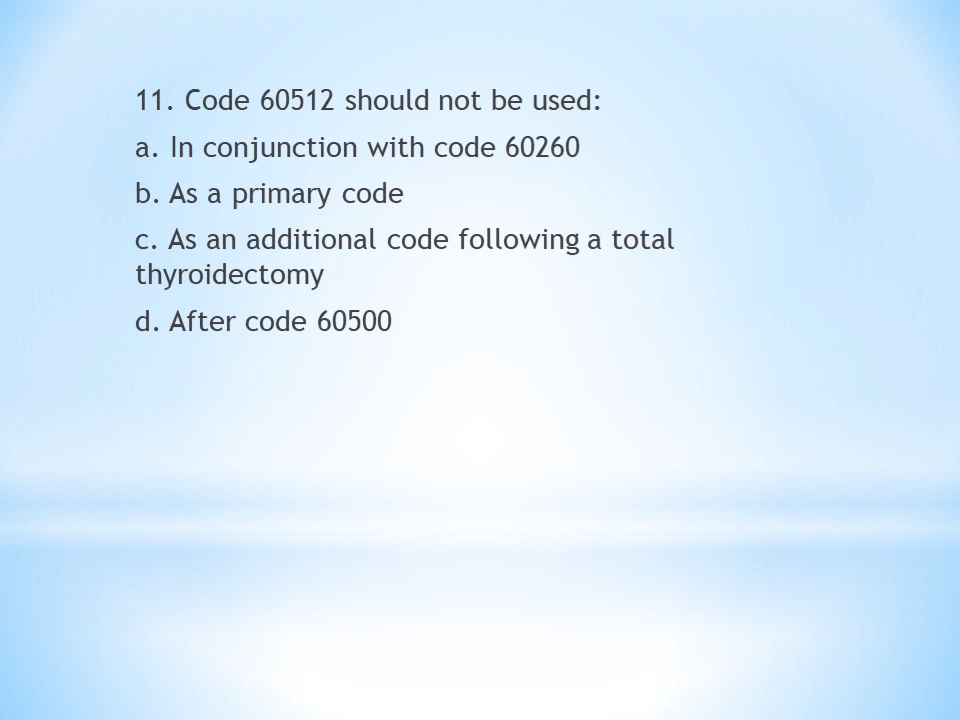 11. Code 60512 should not be used:
a. In conjunction with code 60260
b. As a primary code
c. As an additional code following a total
thyroidectomy
d. After code 60500